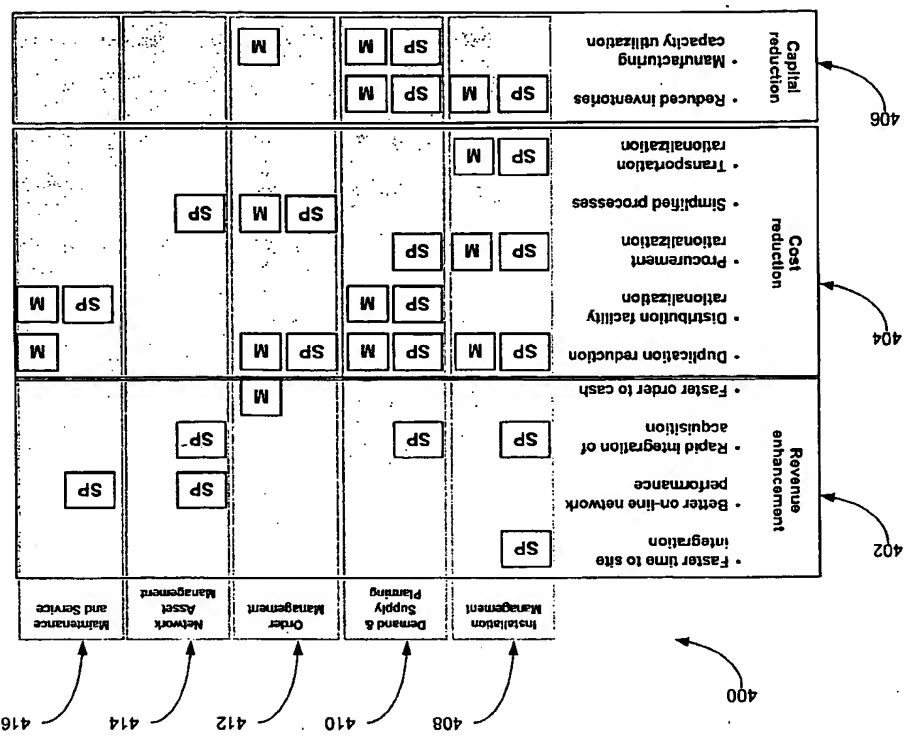 408 410 412 414 416
400
Installation Management
Demand & Supply Planning
Order Management
Network Asset Management
Maintenance and Service
402
Revenue
enhancement
• Faster time to site
integration
SP
• Better on-line network
performance
SP SP
• Rapid integration of
acquisition
SP SP SP
• Faster order to cash
M
404
Cost
reduction
• Duplication reduction
SP M SP M SP M M
• Distribution facility
rationalization
SP M SP M
• Procurement
rationalization
SP M SP
• Simplified processes
SP M SP
• Transportation
rationalization
SP M
406
Capital
reduction
• Reduced inventories
SP M SP M
• Manufacturing
capacity utilization
SP M M